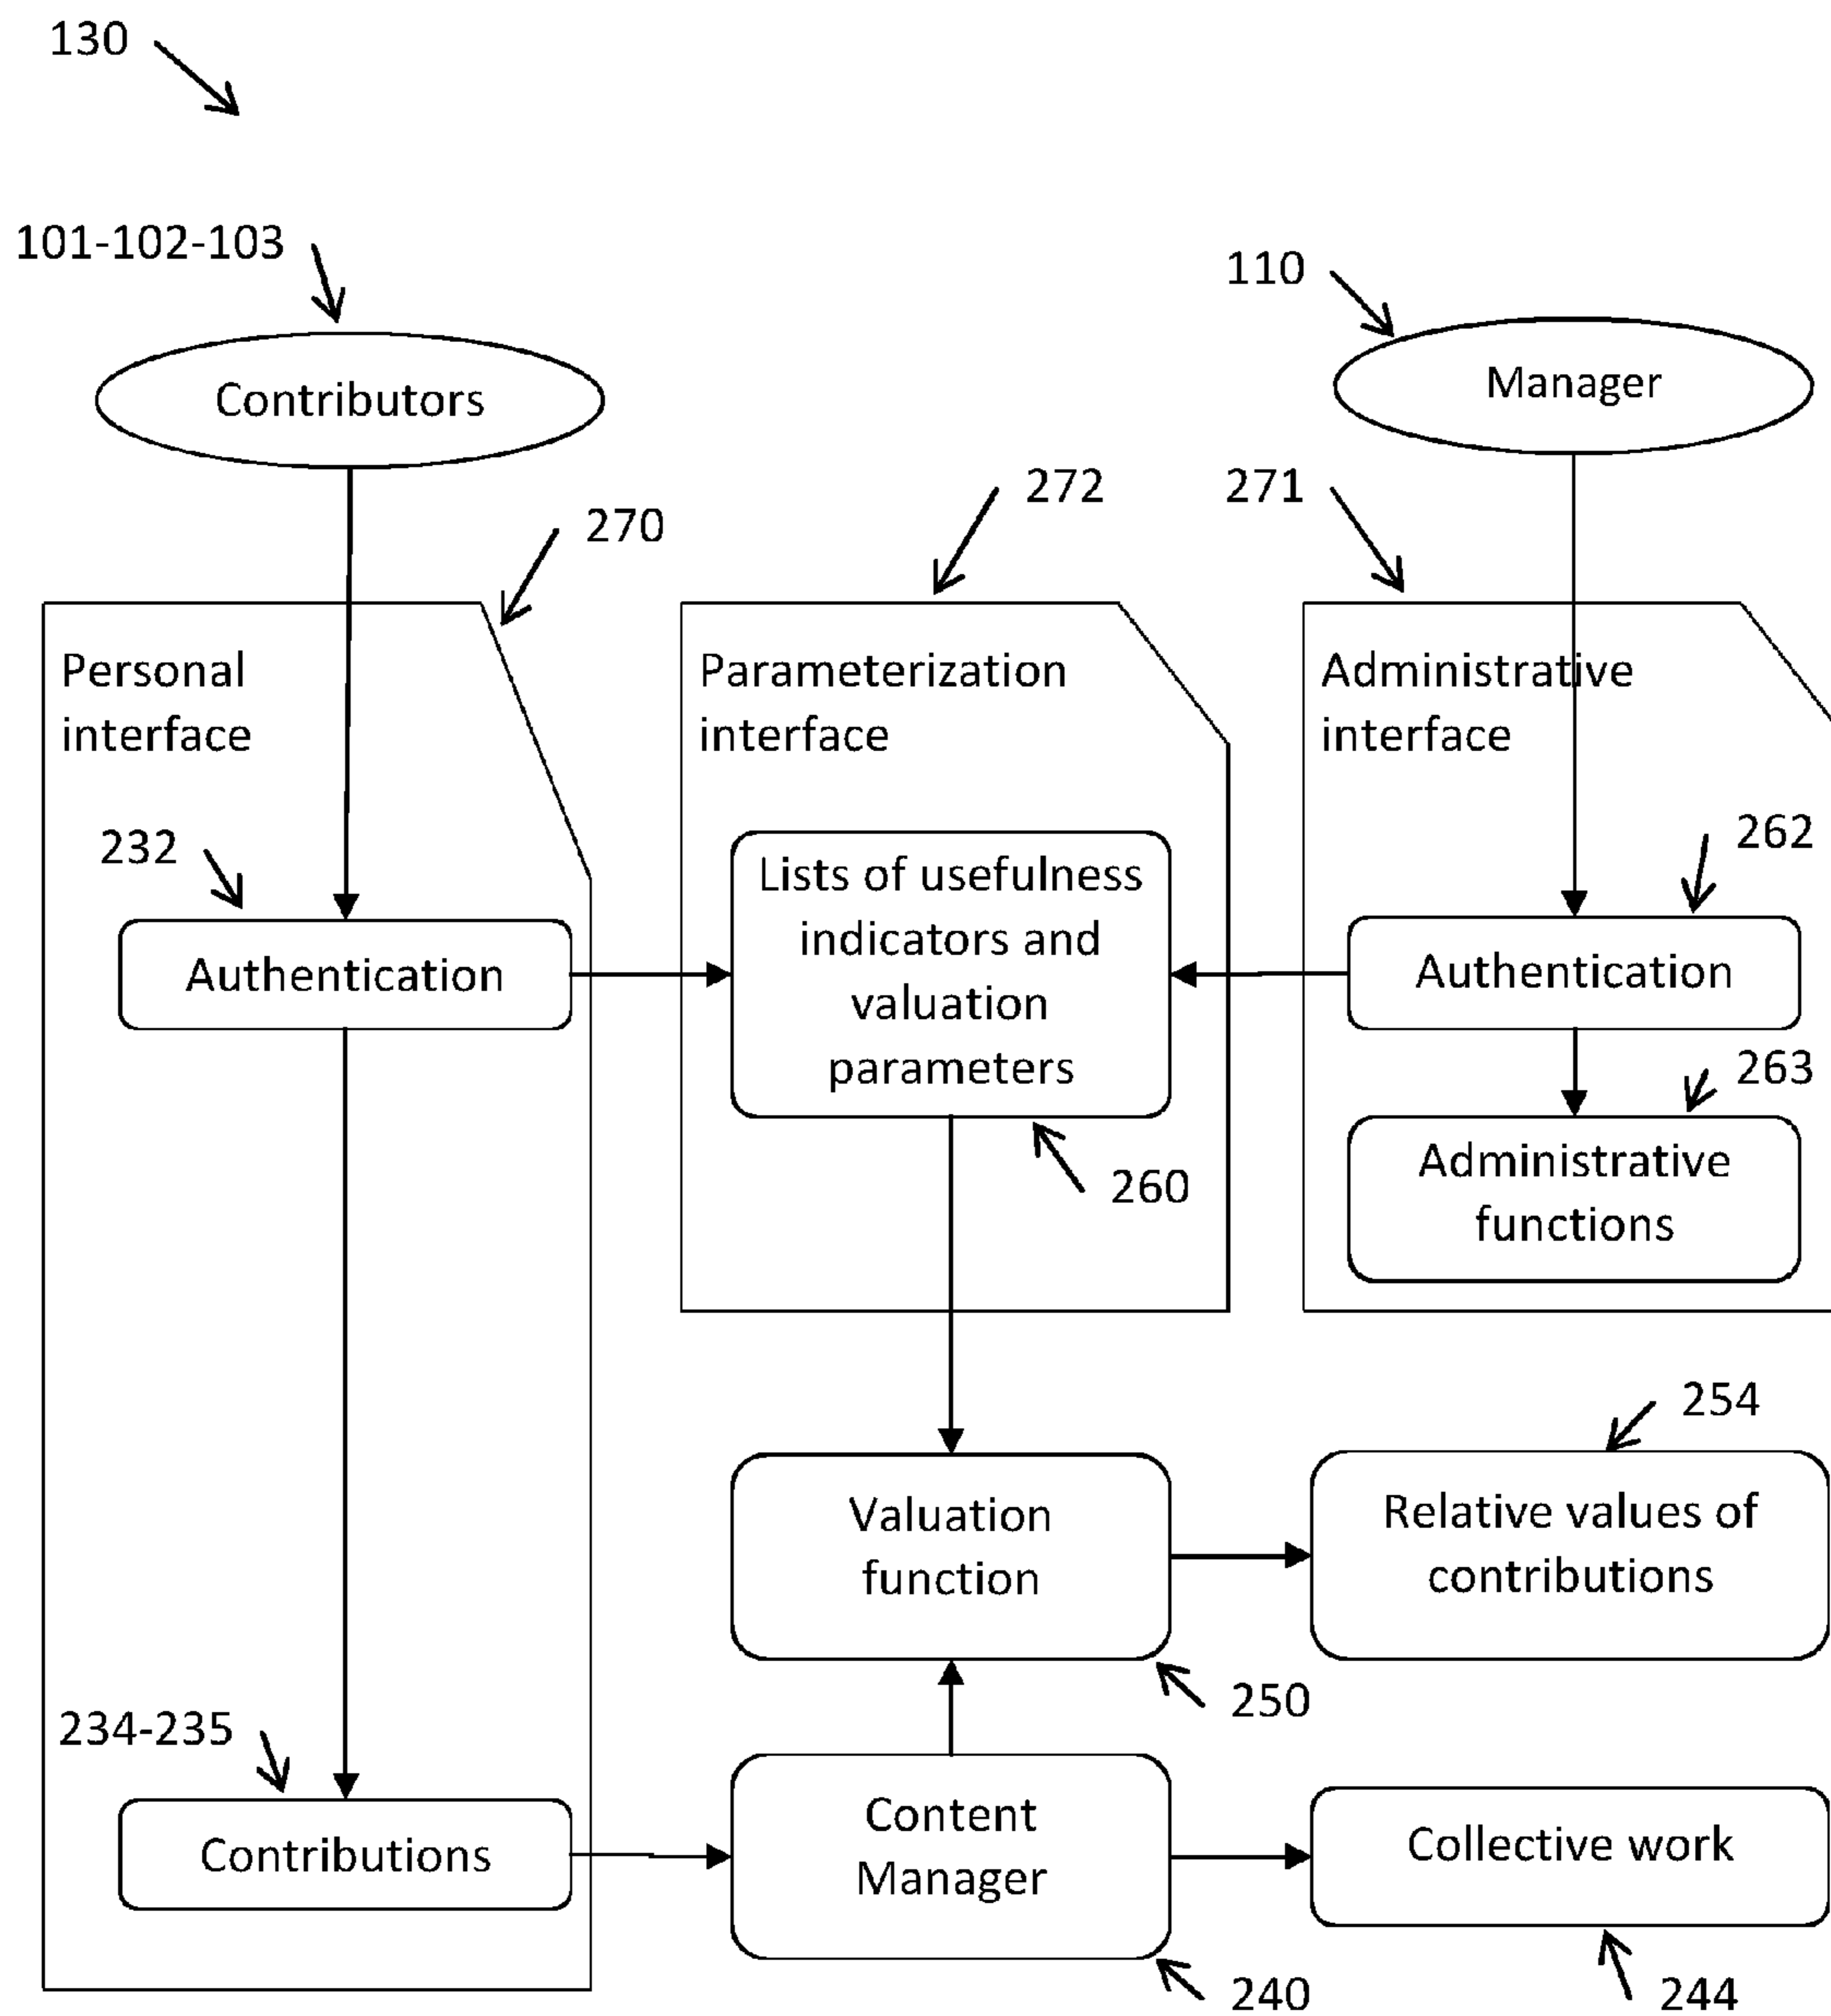 130
101-102-103
110
Contributors
Manager
272
271
270
Personal
interface
Parameterization
interface
Administrative
interface
232
262
Lists of usefulness
indicators and
valuation
parameters
Authentication
Authentication
263
260
Administrative
functions
254
Valuation
function
Relative values of
contributions
250
234-235
Contributions
Content
Manager
Collective work
240
244